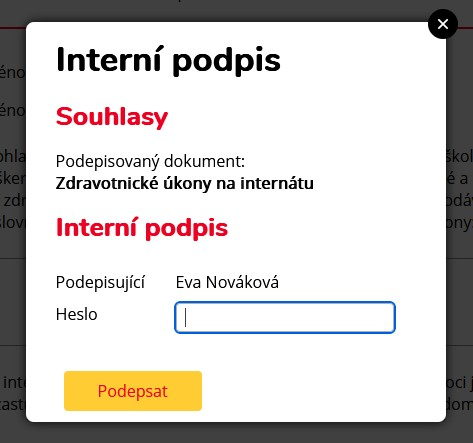 Interní podpis
Souhlasy
Podepisovaný dokument:
Zdravotnické úkony na internátu
Interní podpis
Podepisující Eva Nováková
Heslo
Podepsat